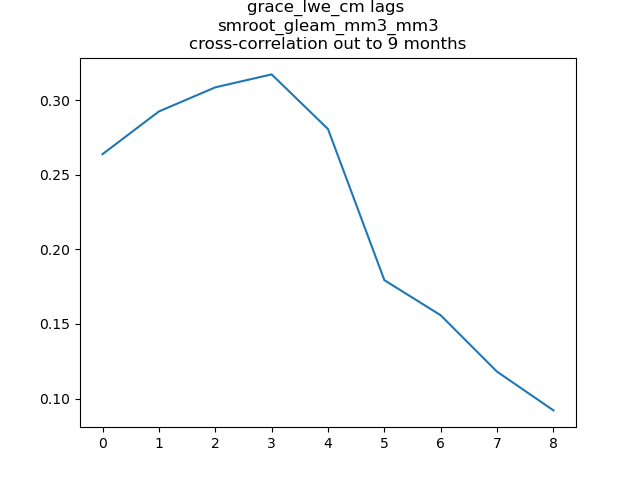 grace_lwe_cm lags
smroot_gleam_mm3_mm3
cross-correlation out to 9 months
0.30
0.25
0.20
0.15
0.10
0 1 2 3 4 5 6 7 8